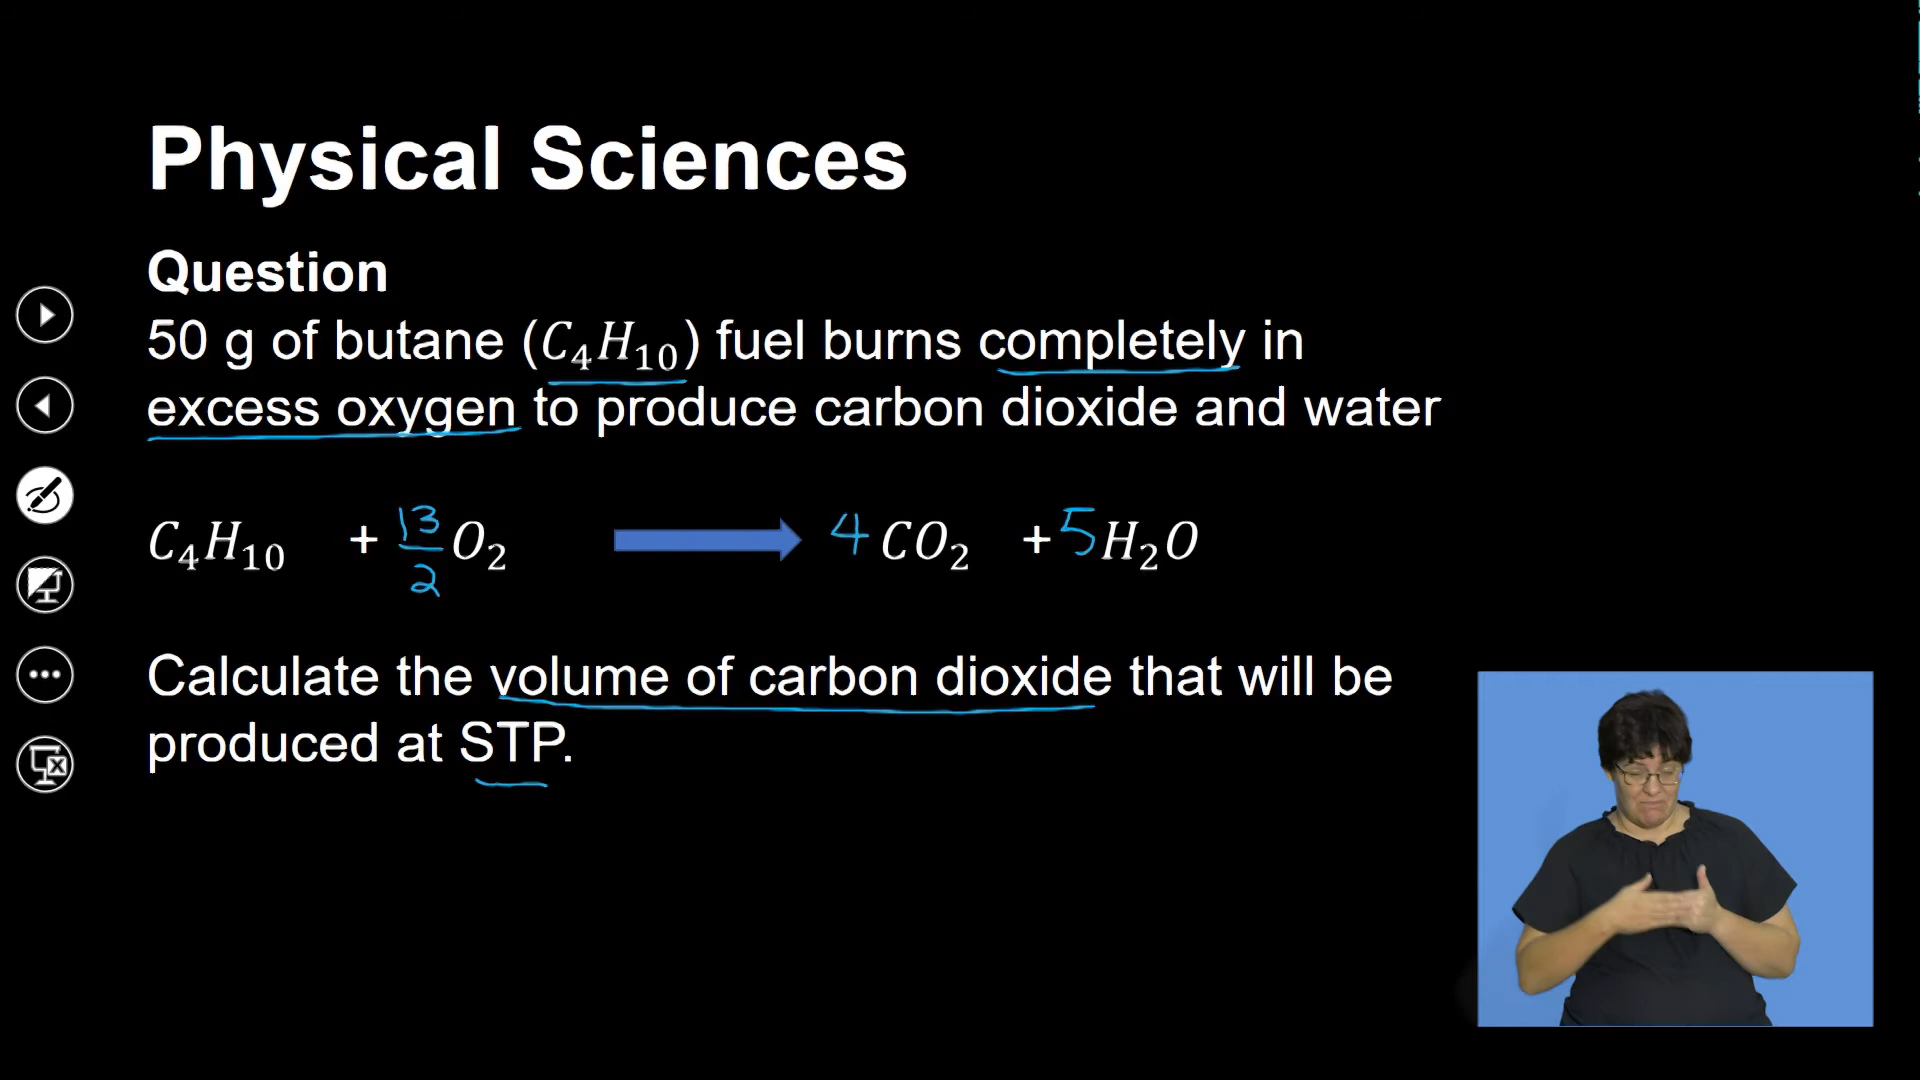 Physical Sciences
Question
50 g of butane (C₄H₁₀) fuel burns completely in
excess oxygen to produce carbon dioxide and water
C₄H₁₀ + 13/2 O₂ → 4 CO₂ + 5 H₂O
Calculate the volume of carbon dioxide that will be
produced at STP.